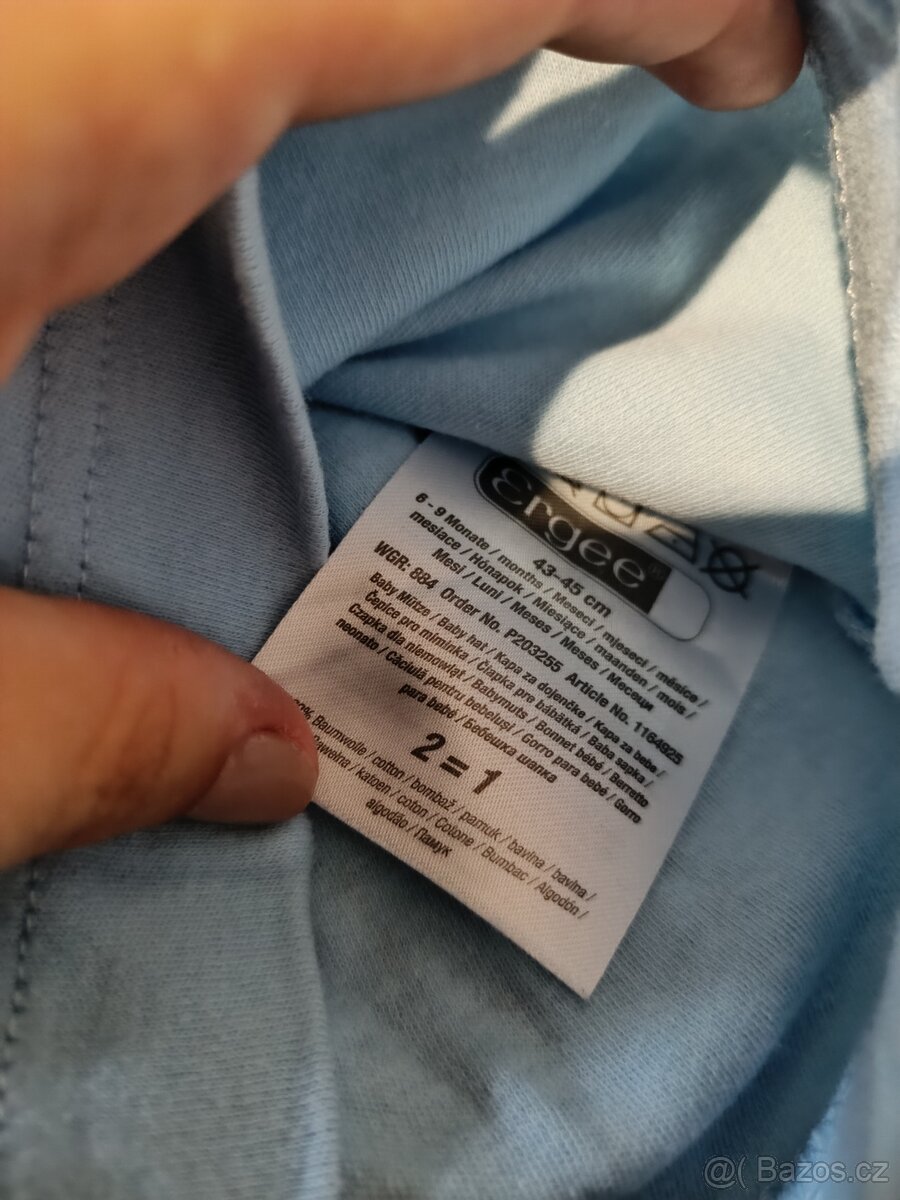 ergee®
43-45 cm
6 - 9 Monate / months / Meseci / mjeseci / měsíce /
mesiace / Hónapok / Miesiące / maanden / mois /
Mesi / Luni / Meses / Meses / Месеци
WGR: 884 Order No. P203255 Article No. 1164925
Baby Mütze / Baby hat / Kapa za dojenčke / Kapa za bebe /
Čepice pro miminka / Čiapka pre bábätká / Baba sapka /
Czapka dla niemowląt / Babymuts / Bonnet bébé / Berretto
neonato / Căciulă pentru bebeluși / Gorro para bebé / Gorro
para bebé / Бебешка шапка
2 = 1
Baumwolle / cotton / bombaž / pamuk / bavlna / bavlna /
katoen / coton / Cotone / Bumbac / Algodón /
algodão / Памук
@( Bazos.cz